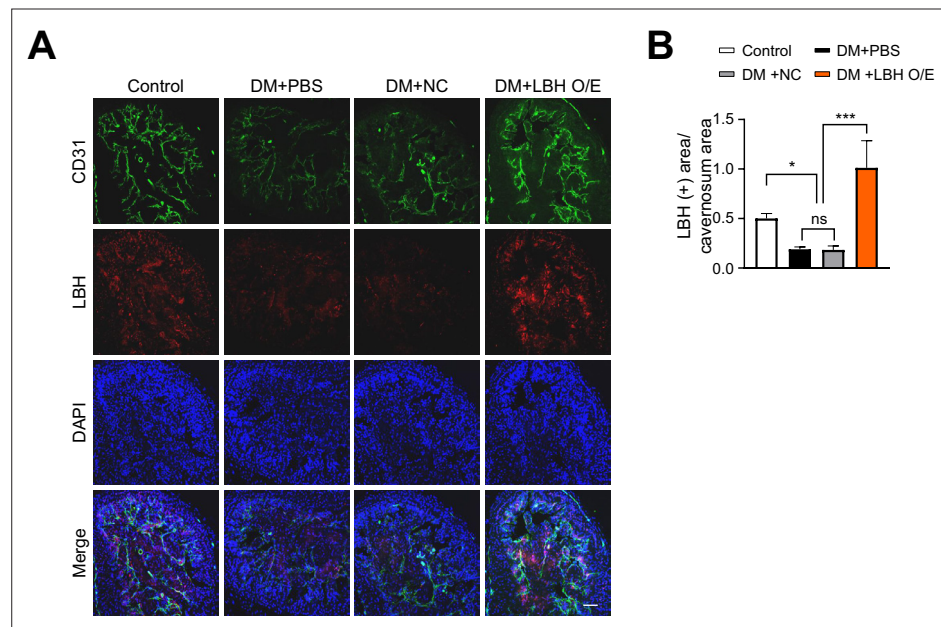 A
Control
DM+PBS
DM+NC
DM+LBH O/E
CD31
LBH
DAPI
Merge
B
Control
DM+PBS
DM +NC
DM +LBH O/E
LBH (+) area/
cavernosum area
1.5
1.0
0.5
0.0
*
ns
***